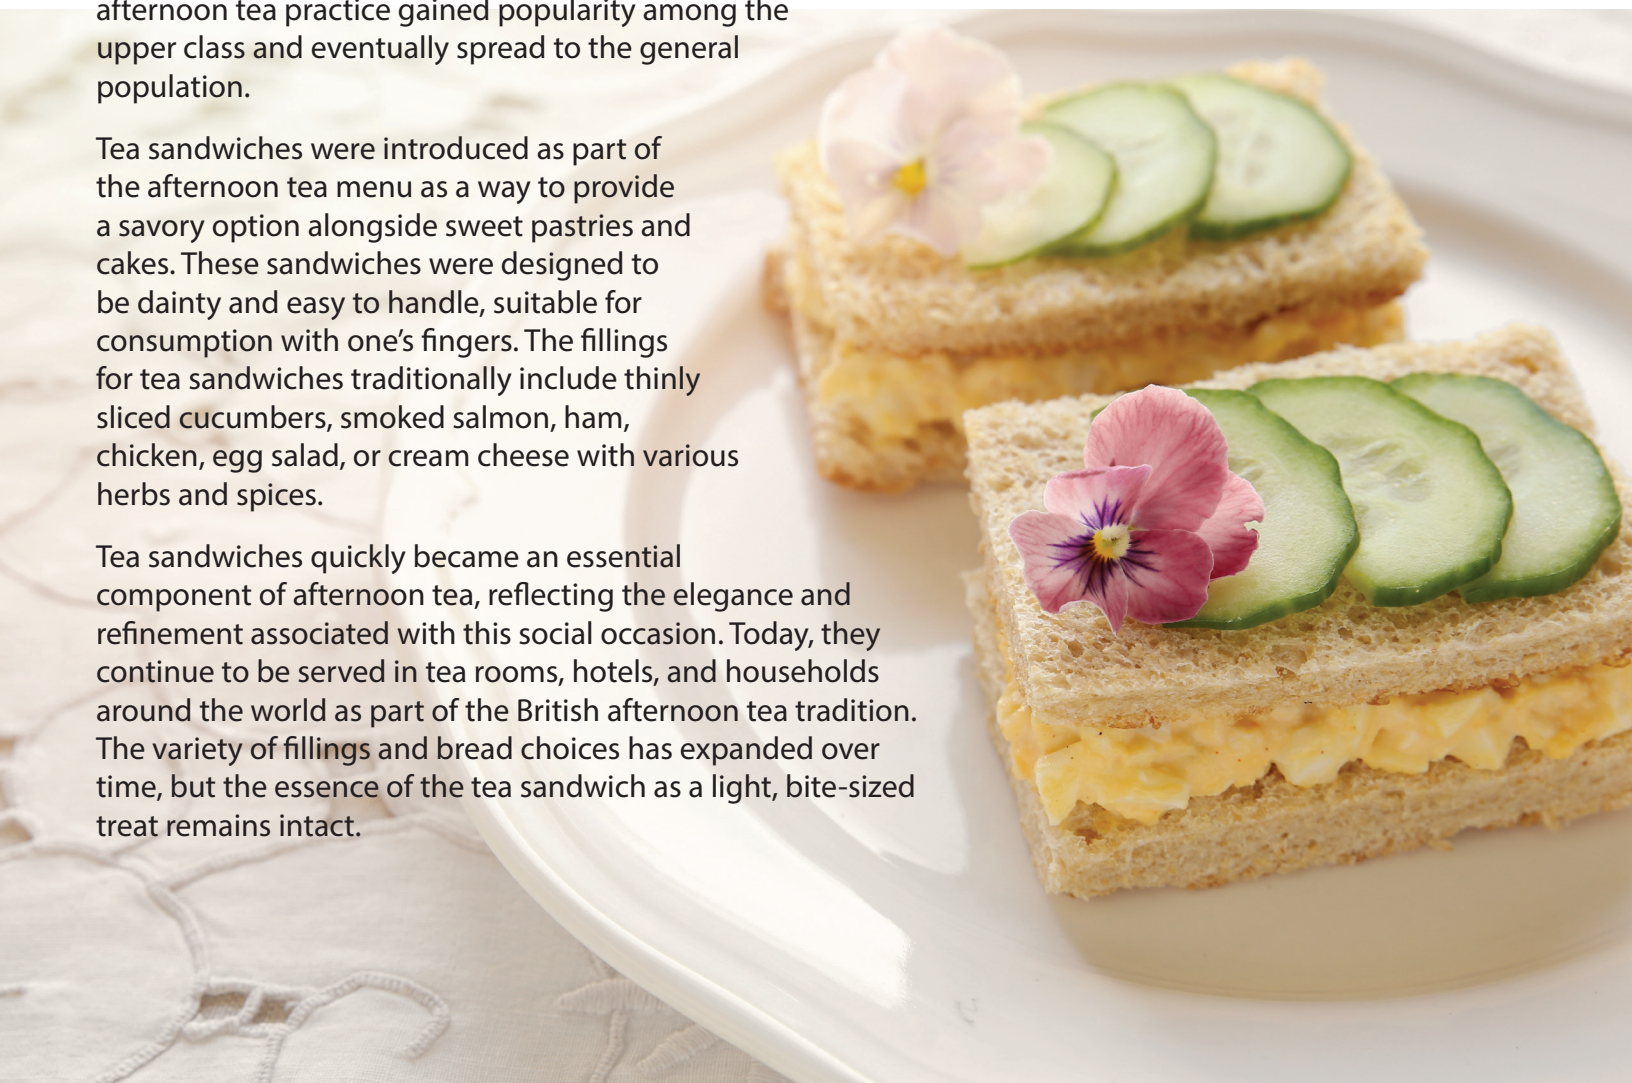 afternoon tea practice gained popularity among the
upper class and eventually spread to the general
population.
Tea sandwiches were introduced as part of
the afternoon tea menu as a way to provide
a savory option alongside sweet pastries and
cakes. These sandwiches were designed to
be dainty and easy to handle, suitable for
consumption with one’s fingers. The fillings
for tea sandwiches traditionally include thinly
sliced cucumbers, smoked salmon, ham,
chicken, egg salad, or cream cheese with various
herbs and spices.
Tea sandwiches quickly became an essential
component of afternoon tea, reflecting the elegance and
refinement associated with this social occasion. Today, they
continue to be served in tea rooms, hotels, and households
around the world as part of the British afternoon tea tradition.
The variety of fillings and bread choices has expanded over
time, but the essence of the tea sandwich as a light, bite-sized
treat remains intact.